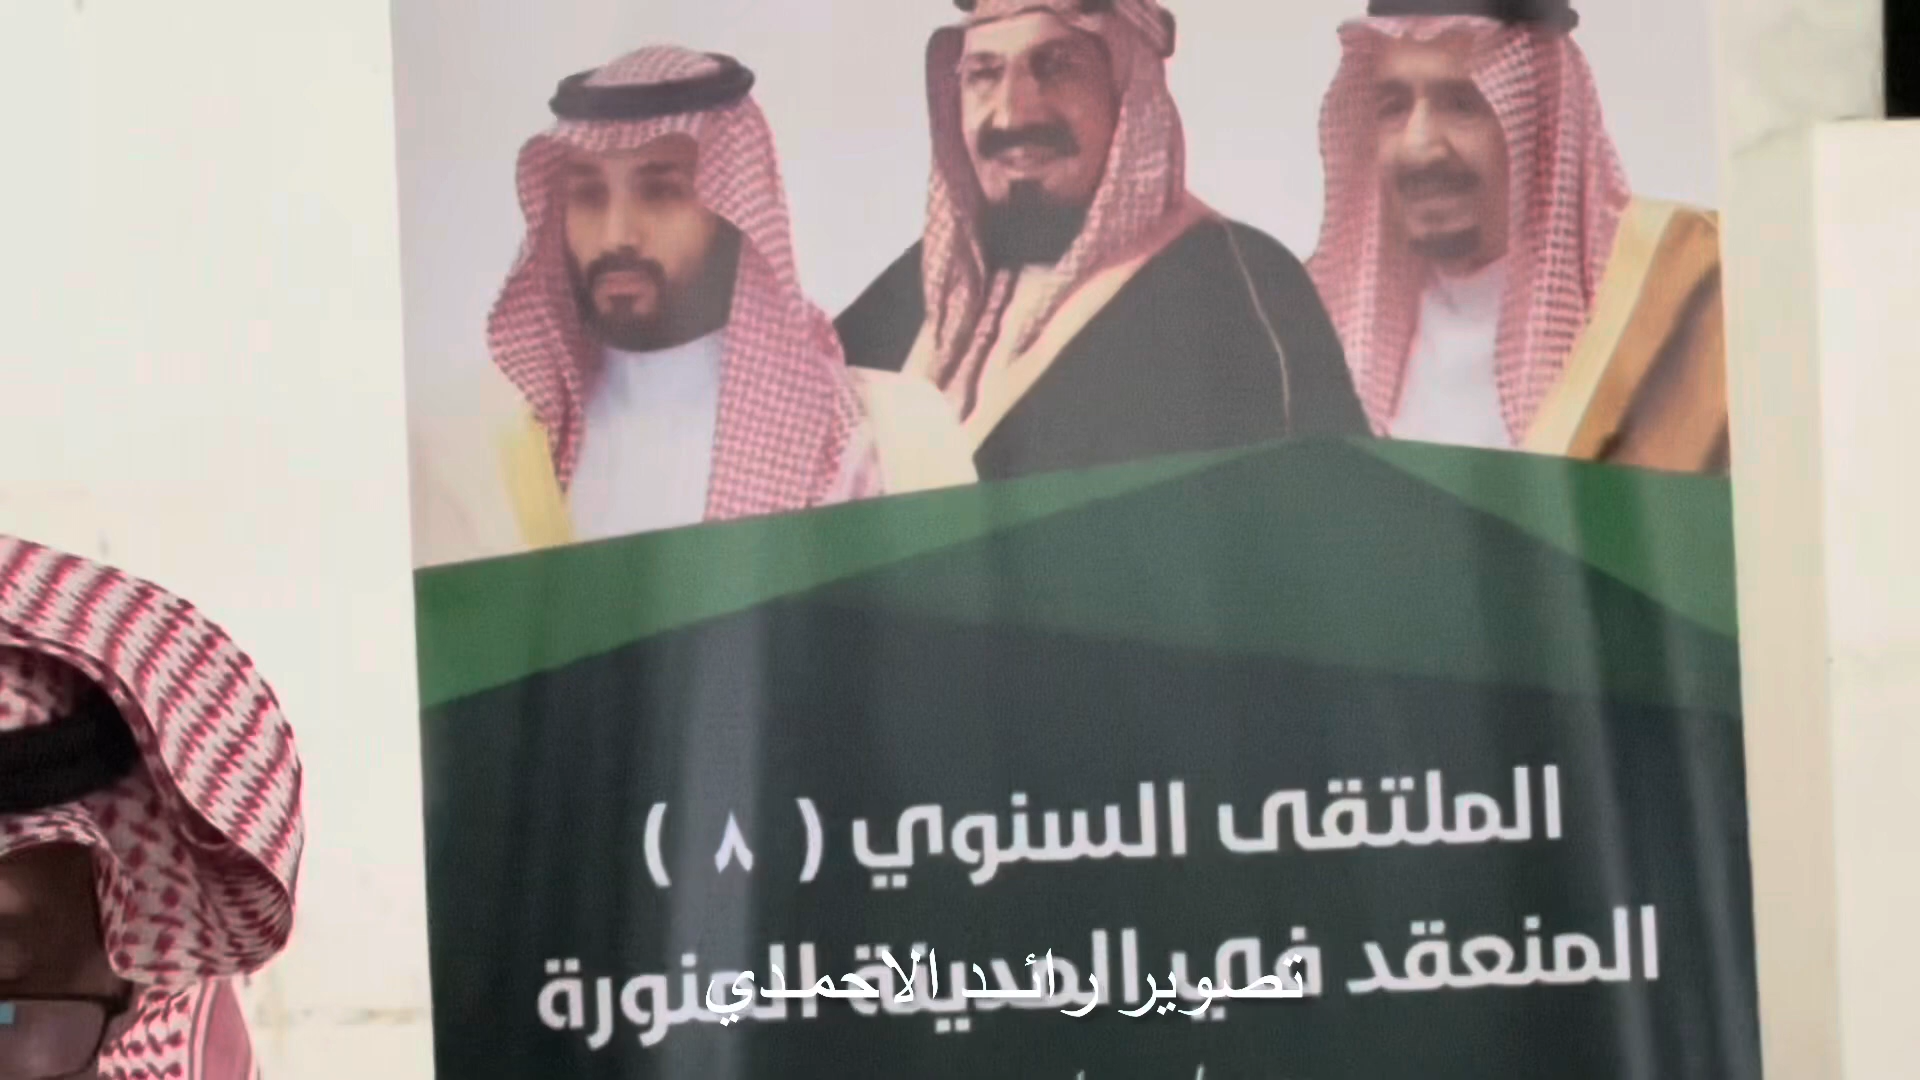 الملتقى السنوي ( ٨ )
المنعقد في المدينة المنورة
تصوير رائد الاحمدي